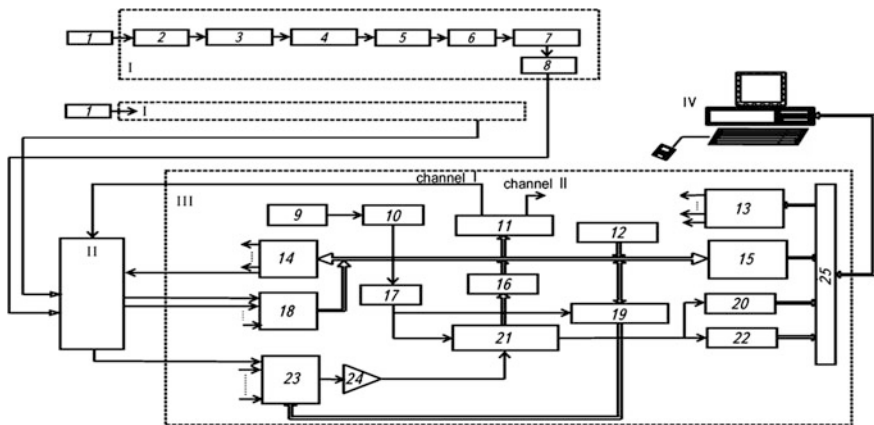 1 2 3 4 5 6 7
I 8
1 I
IV
channel I
channel II
III
9 10 11 12 13
II 14 15
16
17
18 19 20
21 22
23 24
25